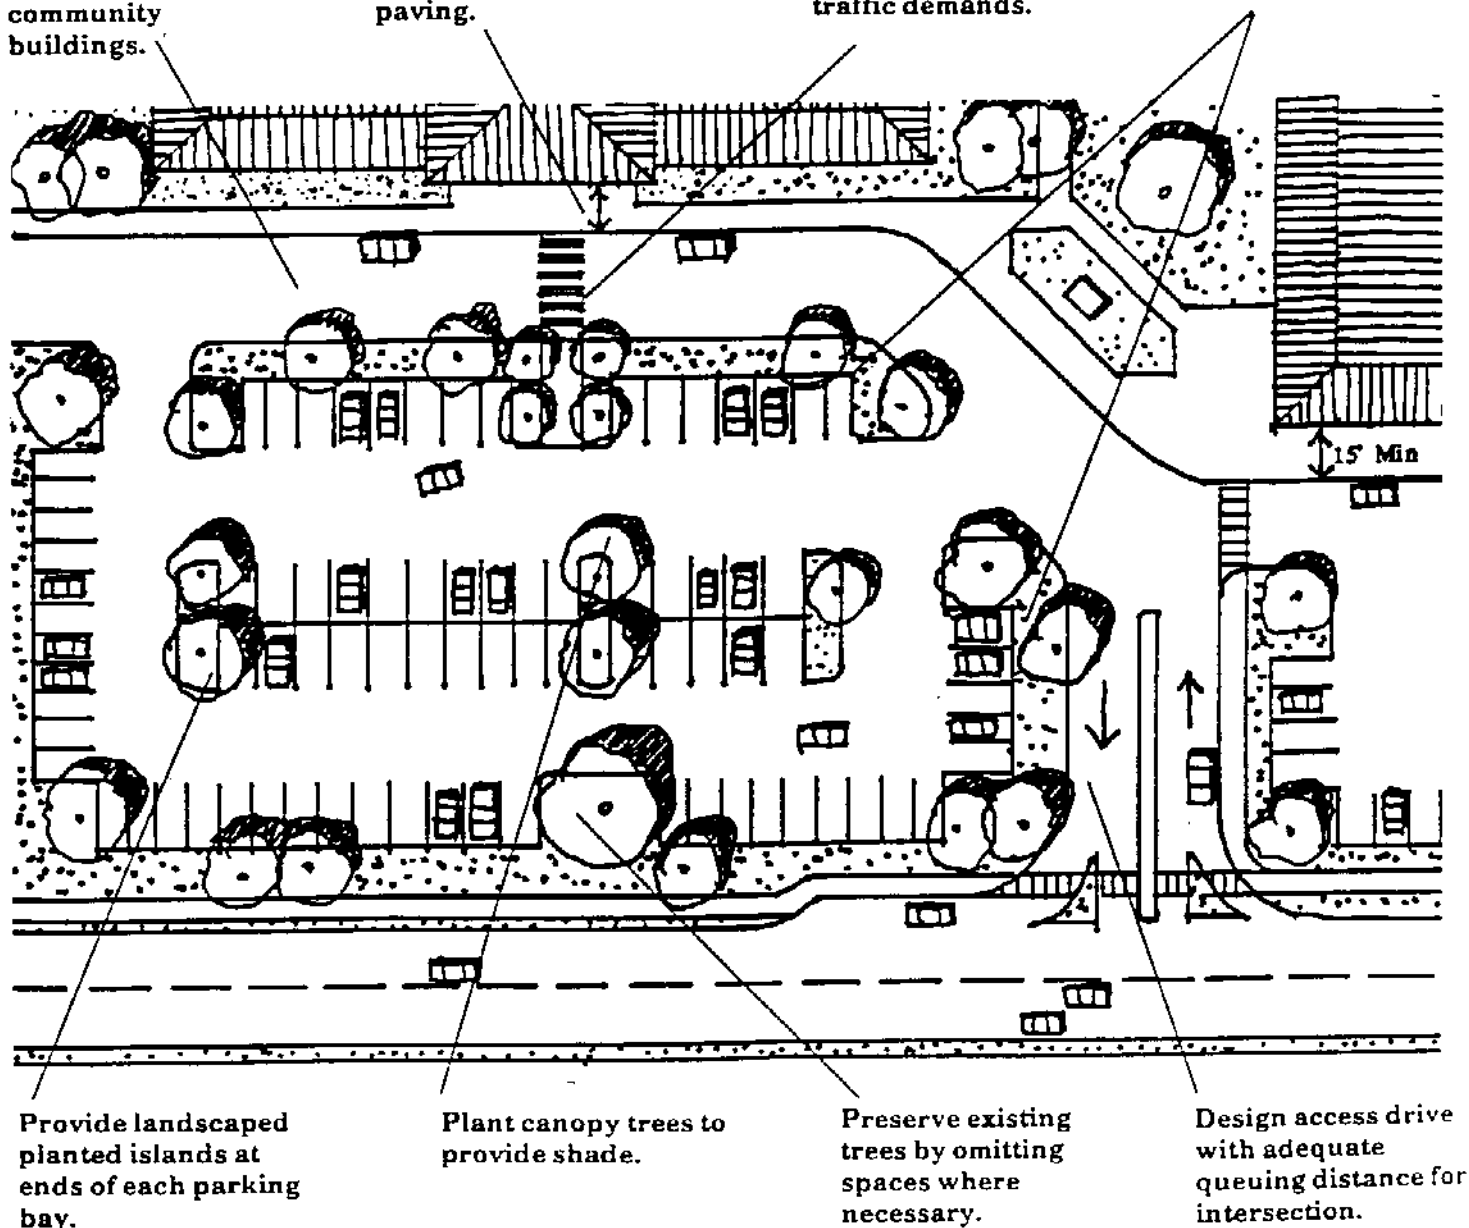 community
buildings.
paving.
traffic demands.
15' Min
Provide landscaped
planted islands at
ends of each parking
bay.
Plant canopy trees to
provide shade.
Preserve existing
trees by omitting
spaces where
necessary.
Design access drive
with adequate
queuing distance for
intersection.